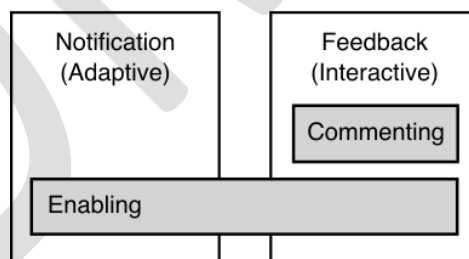 Notification
(Adaptive)
Feedback
(Interactive)
Commenting
Enabling